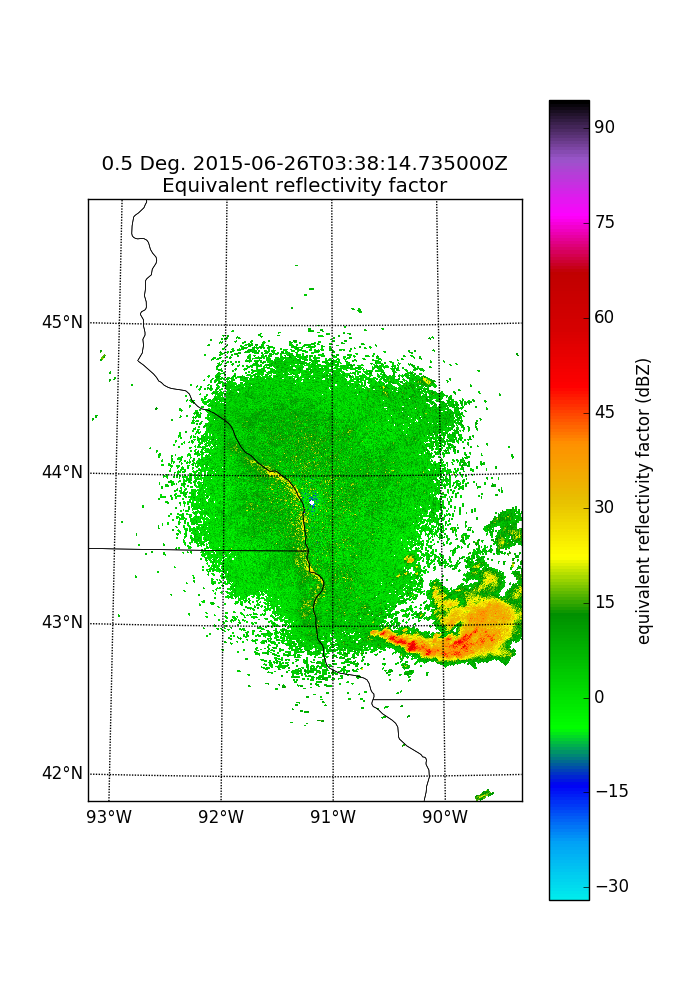 0.5 Deg. 2015-06-26T03:38:14.735000Z
Equivalent reflectivity factor
45°N
44°N
43°N
42°N
93°W 92°W 91°W 90°W
90
75
60
45
30
15
0
−15
−30
equivalent reflectivity factor (dBZ)